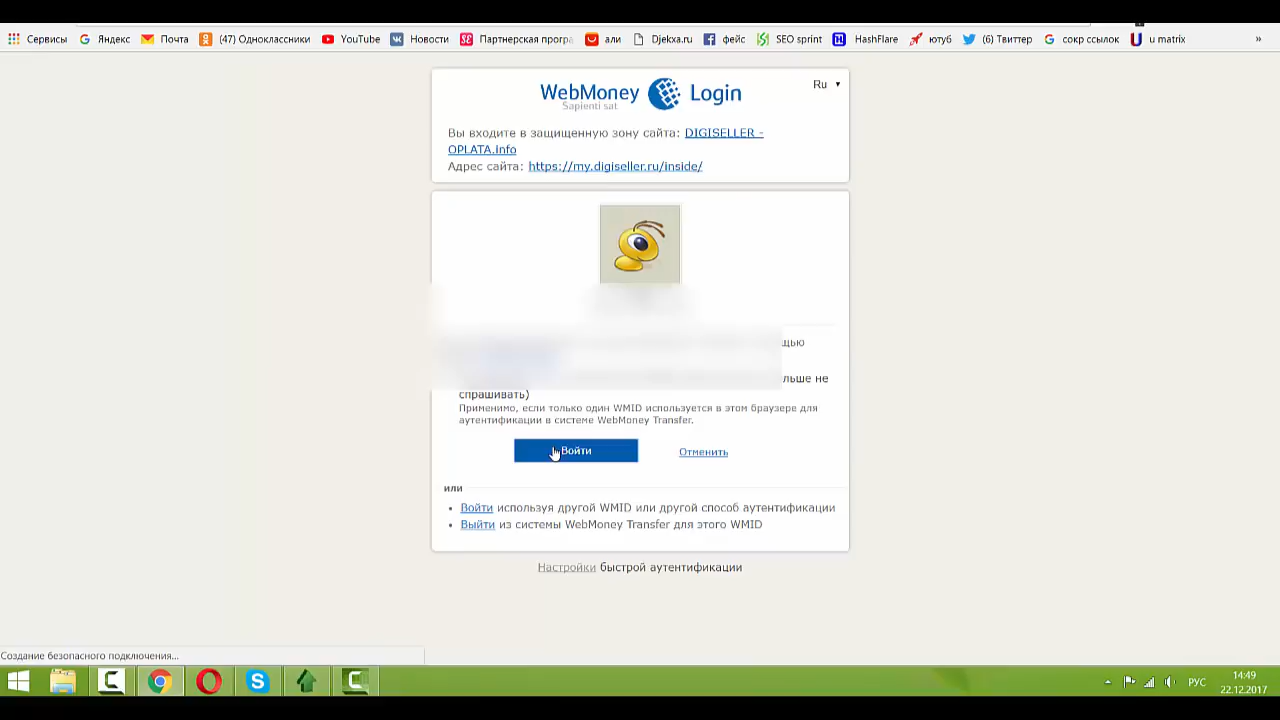 Сервисы Яндекс Почта (47) Одноклассники YouTube Новости Партнерская прогр али Djekxa.ru фейс SEO sprint HashFlare ютуб (6) Твиттер сокр ссылок u matrix »
WebMoney Login
Sapienti sat
Ru
Вы входите в защищенную зону сайта: DIGISELLER -
OPLATA.info
Адрес сайта: https://my.digiseller.ru/inside/
щью
льше не
спрашивать)
Применимо, если только один WMID используется в этом браузере для
аутентификации в системе WebMoney Transfer.
Войти Отменить
или
Войти используя другой WMID или другой способ аутентификации
Выйти из системы WebMoney Transfer для этого WMID
Настройки быстрой аутентификации
Создание безопасного подключения...
РУС
14:49
22.12.2017